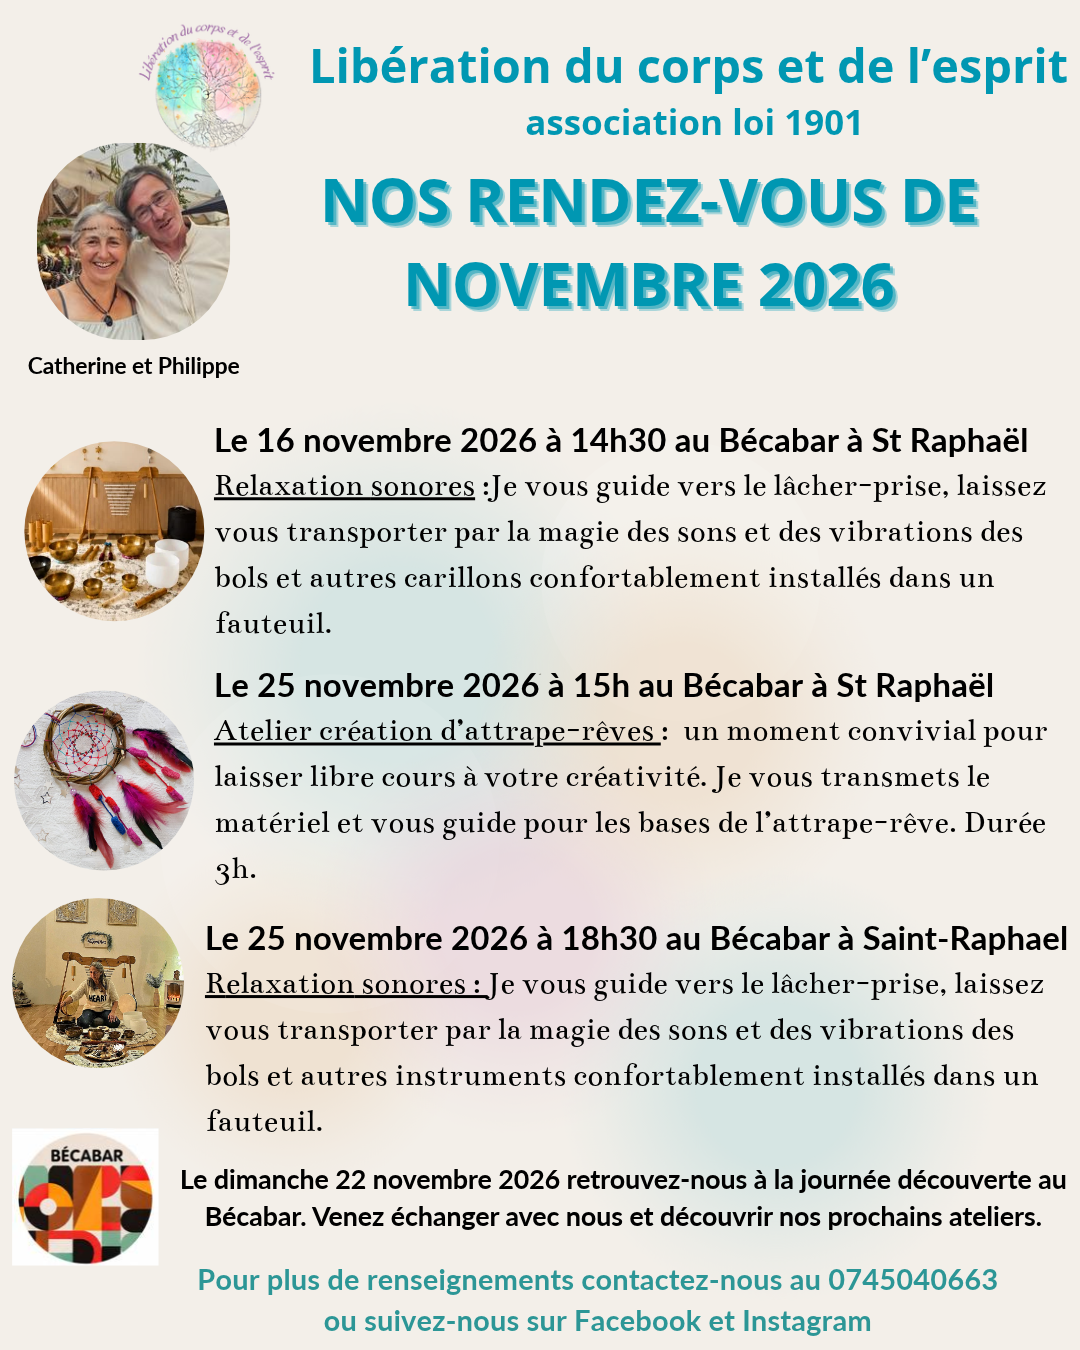 Libération du corps et de l'esprit
Libération du corps et de l’esprit
association loi 1901
NOS RENDEZ-VOUS DE
NOVEMBRE 2026
Catherine et Philippe
Le 16 novembre 2026 à 14h30 au Bécabar à St Raphaël
Relaxation sonores :Je vous guide vers le lâcher-prise, laissez
vous transporter par la magie des sons et des vibrations des
bols et autres carillons confortablement installés dans un
fauteuil.
Le 25 novembre 2026 à 15h au Bécabar à St Raphaël
Atelier création d’attrape-rêves : un moment convivial pour
laisser libre cours à votre créativité. Je vous transmets le
matériel et vous guide pour les bases de l’attrape-rêve. Durée
3h.
Le 25 novembre 2026 à 18h30 au Bécabar à Saint-Raphael
Relaxation sonores : Je vous guide vers le lâcher-prise, laissez
vous transporter par la magie des sons et des vibrations des
bols et autres instruments confortablement installés dans un
fauteuil.
BÉCABAR
Le dimanche 22 novembre 2026 retrouvez-nous à la journée découverte au
Bécabar. Venez échanger avec nous et découvrir nos prochains ateliers.
Pour plus de renseignements contactez-nous au 0745040663
ou suivez-nous sur Facebook et Instagram